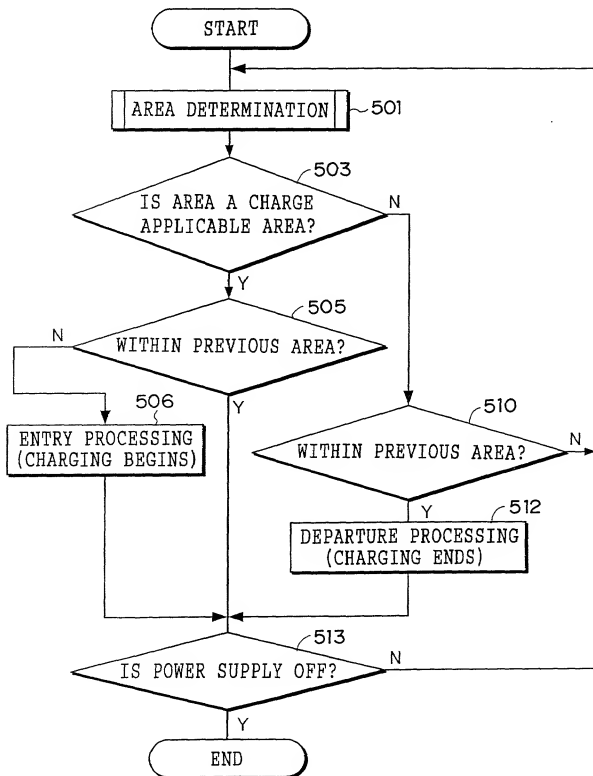 START
AREA DETERMINATION
501
503
IS AREA A CHARGE
APPLICABLE AREA?
N
Y
505
N
WITHIN PREVIOUS AREA?
Y
506
ENTRY PROCESSING
(CHARGING BEGINS)
510
WITHIN PREVIOUS AREA?
N
Y
512
DEPARTURE PROCESSING
(CHARGING ENDS)
513
IS POWER SUPPLY OFF?
N
Y
END